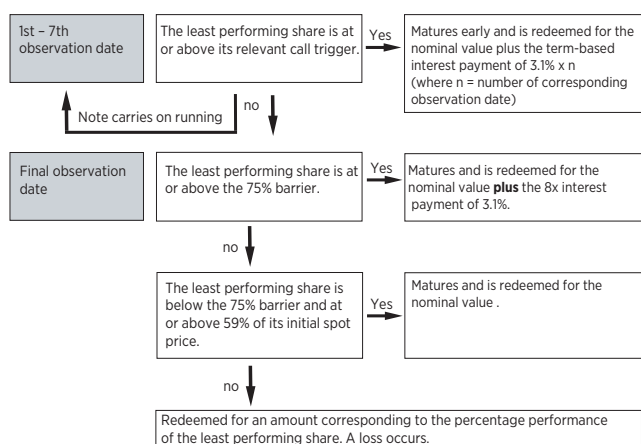 1st – 7th
observation date
The least performing share is at
or above its relevant call trigger.
Yes
Matures early and is redeemed for the
nominal value plus the term-based
interest payment of 3.1% x n
(where n = number of corresponding
observation date)
Note carries on running
no
Final observation
date
The least performing share is at
or above the 75% barrier.
Yes
Matures and is redeemed for the
nominal value plus the 8x interest
payment of 3.1%.
no
The least performing share is
below the 75% barrier and at
or above 59% of its initial spot
price.
Yes
Matures and is redeemed for the
nominal value .
no
Redeemed for an amount corresponding to the percentage performance
of the least performing share. A loss occurs.